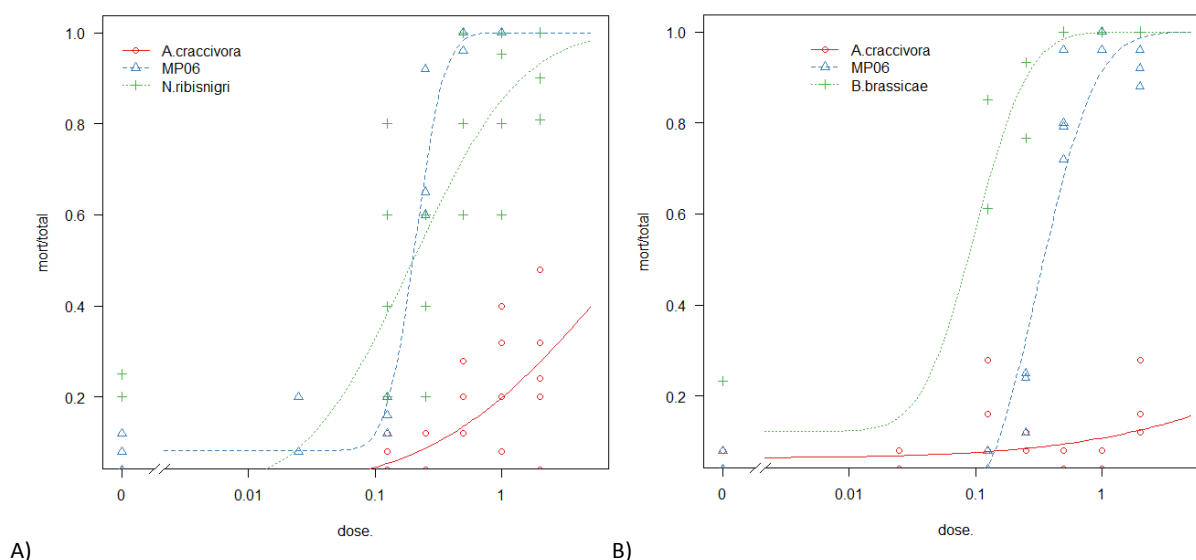 A.craccivora
MP06
N.ribisnigri
1.0
0.8
0.6
0.4
0.2
mort/total
0
0.01
0.1
1
dose.
A)
A.craccivora
MP06
B.brassicae
1.0
0.8
0.6
0.4
0.2
mort/total
0
0.01
0.1
1
dose.
B)